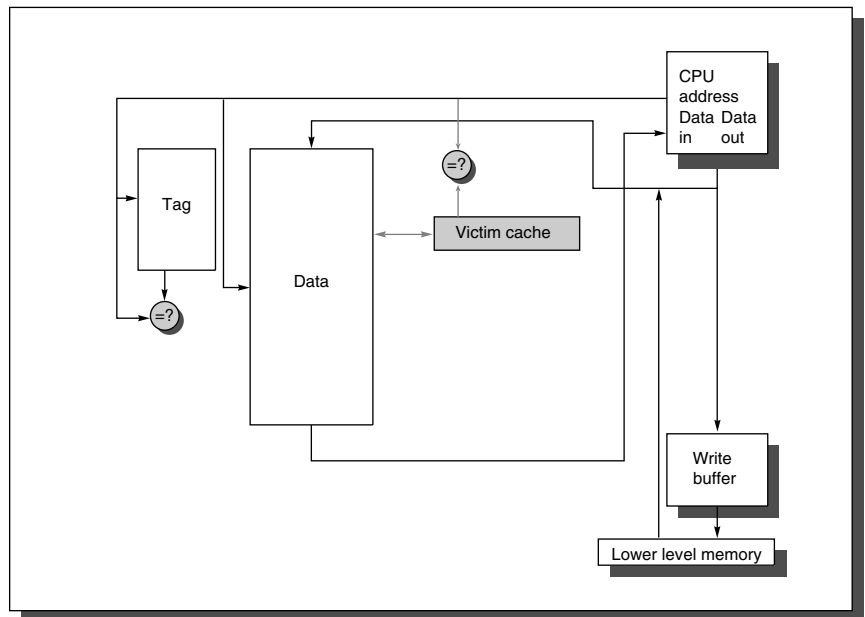 CPU
address
Data Data
in out
=?
Tag
Victim cache
Data
=?
Write
buffer
Lower level memory